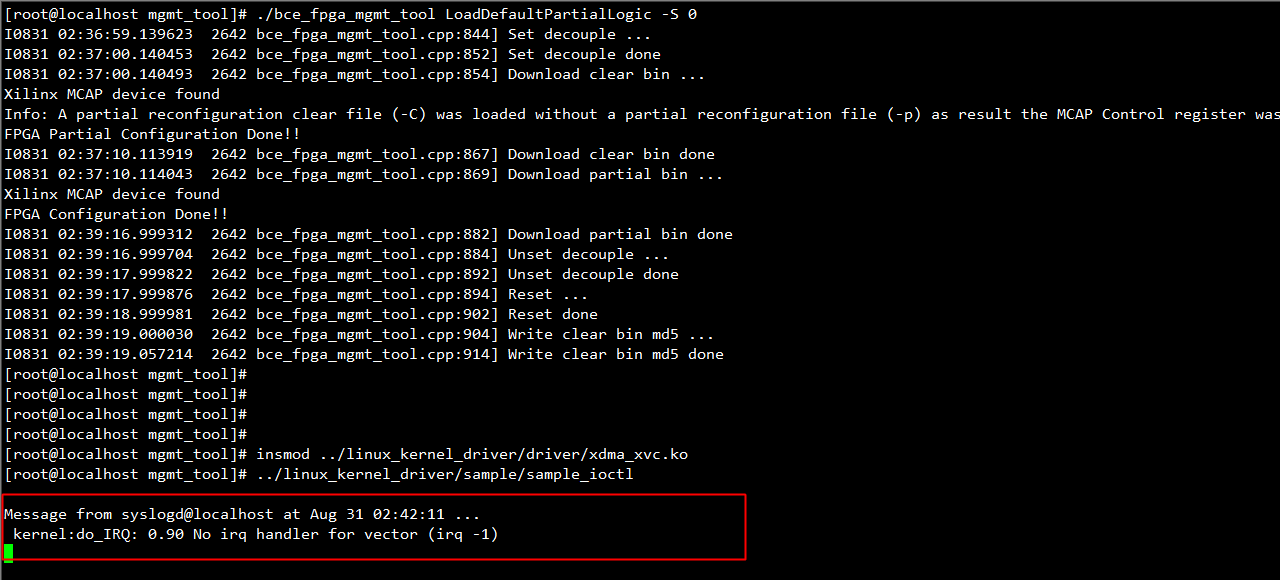 [root@localhost mgmt_tool]# ./bce_fpga_mgmt_tool LoadDefaultPartialLogic -S 0
I0831 02:36:59.139623  2642 bce_fpga_mgmt_tool.cpp:844] Set decouple ...
I0831 02:37:00.140453  2642 bce_fpga_mgmt_tool.cpp:852] Set decouple done
I0831 02:37:00.140493  2642 bce_fpga_mgmt_tool.cpp:854] Download clear bin ...
Xilinx MCAP device found
Info: A partial reconfiguration clear file (-C) was loaded without a partial reconfiguration file (-p) as result the MCAP Control register was
FPGA Partial Configuration Done!!
I0831 02:37:10.113919  2642 bce_fpga_mgmt_tool.cpp:867] Download clear bin done
I0831 02:37:10.114043  2642 bce_fpga_mgmt_tool.cpp:869] Download partial bin ...
Xilinx MCAP device found
FPGA Configuration Done!!
I0831 02:39:16.999312  2642 bce_fpga_mgmt_tool.cpp:882] Download partial bin done
I0831 02:39:16.999704  2642 bce_fpga_mgmt_tool.cpp:884] Unset decouple ...
I0831 02:39:17.999822  2642 bce_fpga_mgmt_tool.cpp:892] Unset decouple done
I0831 02:39:17.999876  2642 bce_fpga_mgmt_tool.cpp:894] Reset ...
I0831 02:39:18.999981  2642 bce_fpga_mgmt_tool.cpp:902] Reset done
I0831 02:39:19.000030  2642 bce_fpga_mgmt_tool.cpp:904] Write clear bin md5 ...
I0831 02:39:19.057214  2642 bce_fpga_mgmt_tool.cpp:914] Write clear bin md5 done
[root@localhost mgmt_tool]#
[root@localhost mgmt_tool]#
[root@localhost mgmt_tool]#
[root@localhost mgmt_tool]#
[root@localhost mgmt_tool]# insmod ../linux_kernel_driver/driver/xdma_xvc.ko
[root@localhost mgmt_tool]# ../linux_kernel_driver/sample/sample_ioctl
Message from syslogd@localhost at Aug 31 02:42:11 ...
 kernel:do_IRQ: 0.90 No irq handler for vector (irq -1)